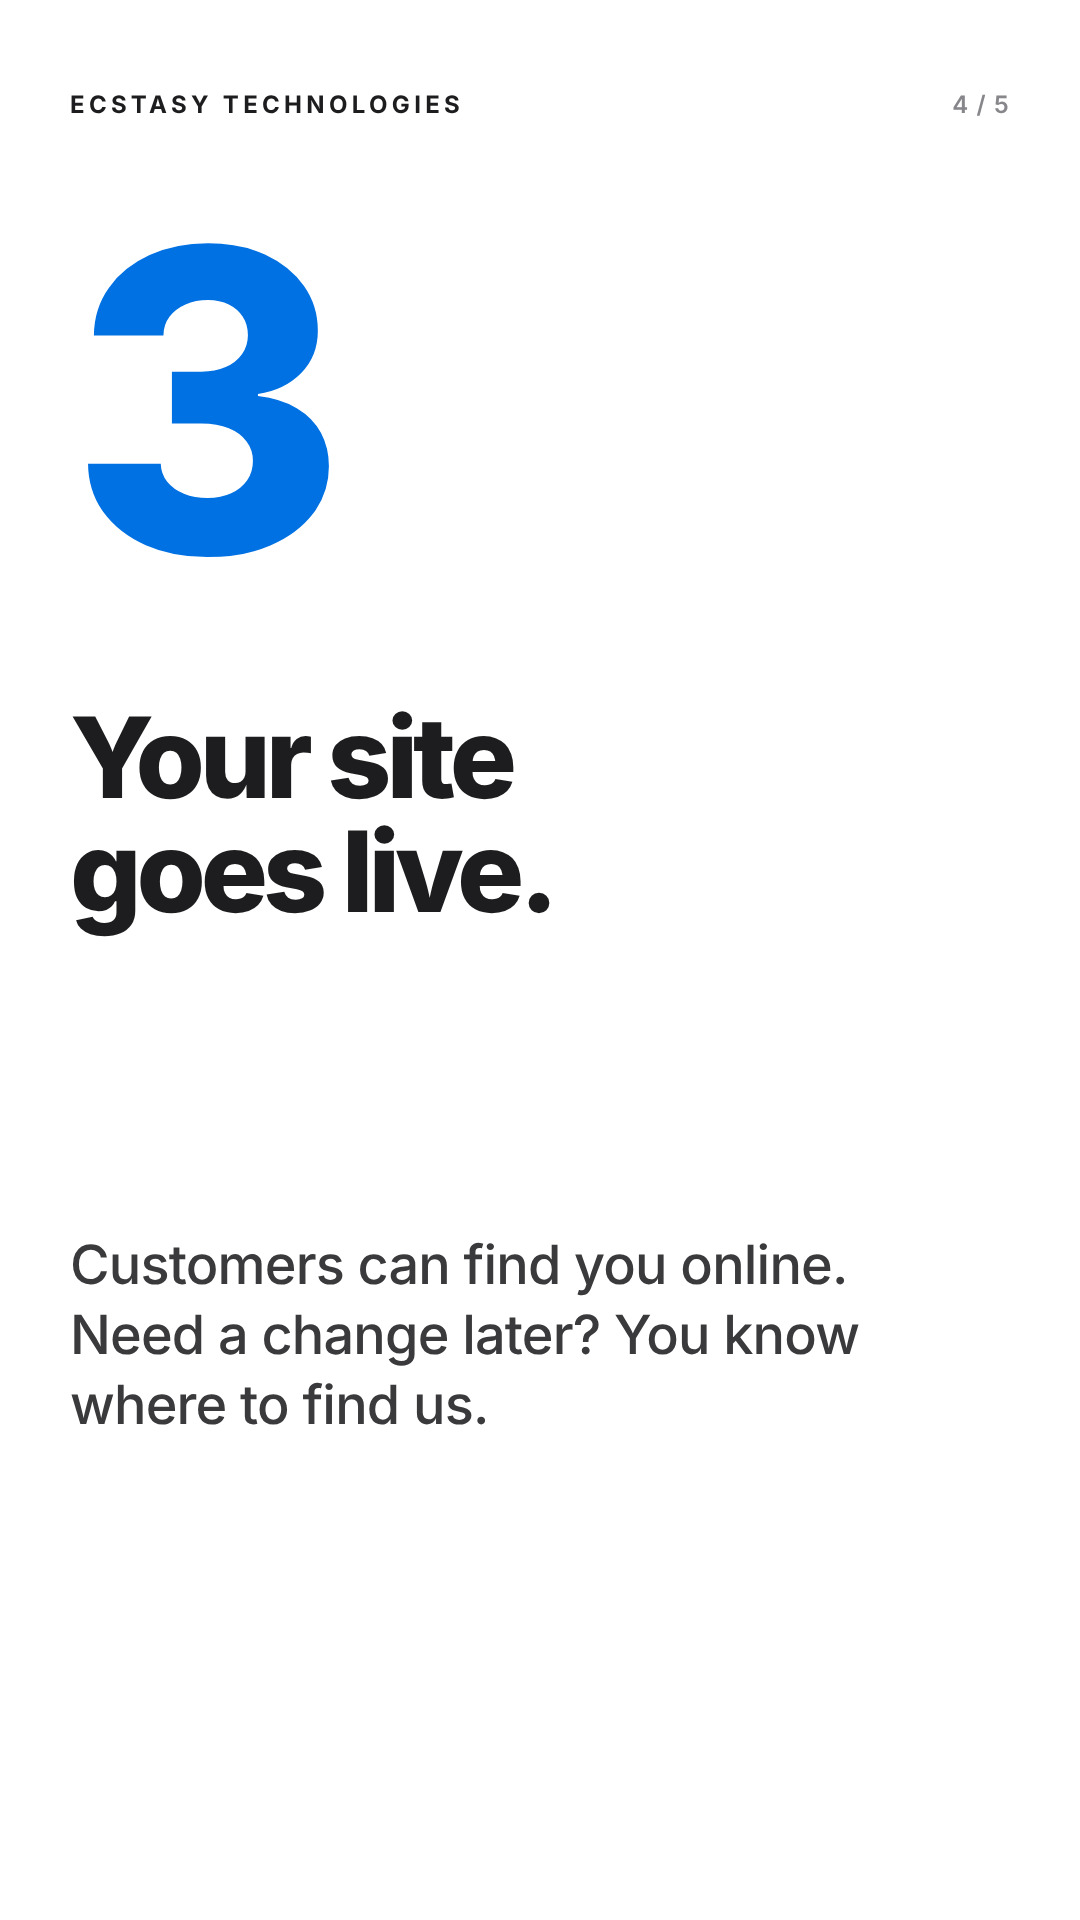 ECSTASY TECHNOLOGIES
4 / 5
3
Your site
goes live.
Customers can find you online.
Need a change later? You know
where to find us.